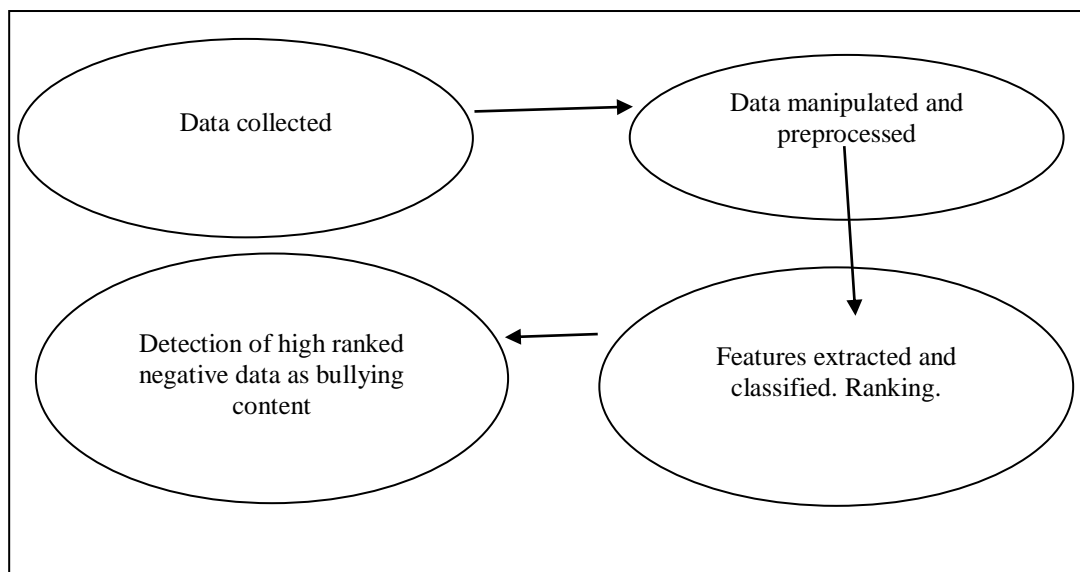 Data collected
Data manipulated and
preprocessed
Features extracted and
classified. Ranking.
Detection of high ranked
negative data as bullying
content